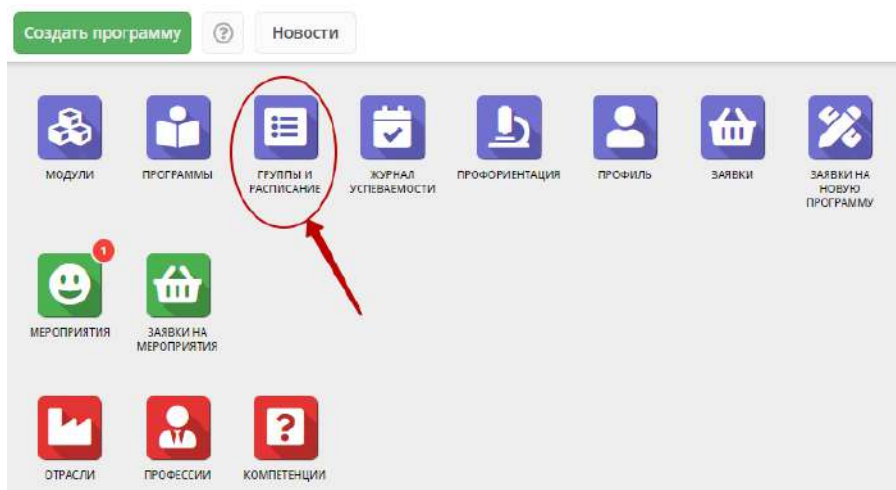 Создать программу
?
Новости
МОДУЛИ
ПРОГРАММЫ
ГРУППЫ И
РАСПИСАНИЕ
ЖУРНАЛ
УСПЕВАЕМОСТИ
ПРОФОРИЕНТАЦИЯ
ПРОФИЛЬ
ЗАЯВКИ
ЗАЯВКИ НА
НОВУЮ
ПРОГРАММУ
1
МЕРОПРИЯТИЯ
ЗАЯВКИ НА
МЕРОПРИЯТИЯ
ОТРАСЛИ
ПРОФЕССИИ
?
КОМПЕТЕНЦИИ